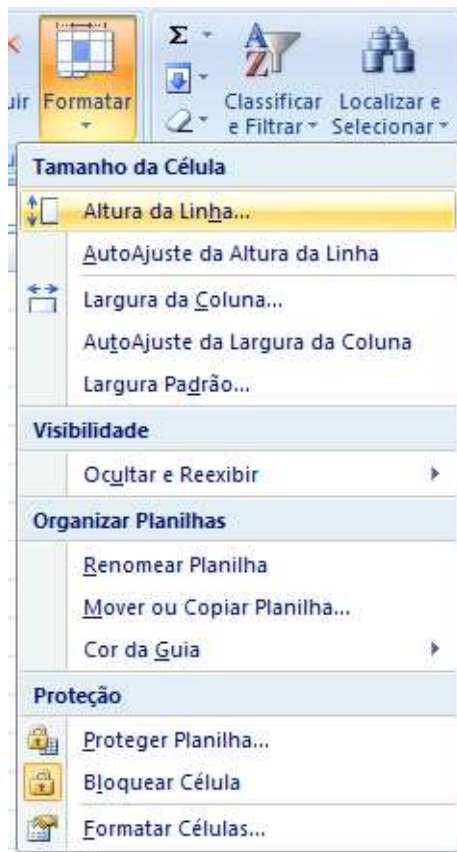 Σ
A
Z
uir Formatar
Classificar e Filtrar
Localizar e Selecionar
Tamanho da Célula
Altura da Linha...
AutoAjuste da Altura da Linha
Largura da Coluna...
AutoAjuste da Largura da Coluna
Largura Padrão...
Visibilidade
Ocultar e Reexibir
Organizar Planilhas
Renomear Planilha
Mover ou Copiar Planilha...
Cor da Guia
Proteção
Proteger Planilha...
Bloquear Célula
Formatar Células...